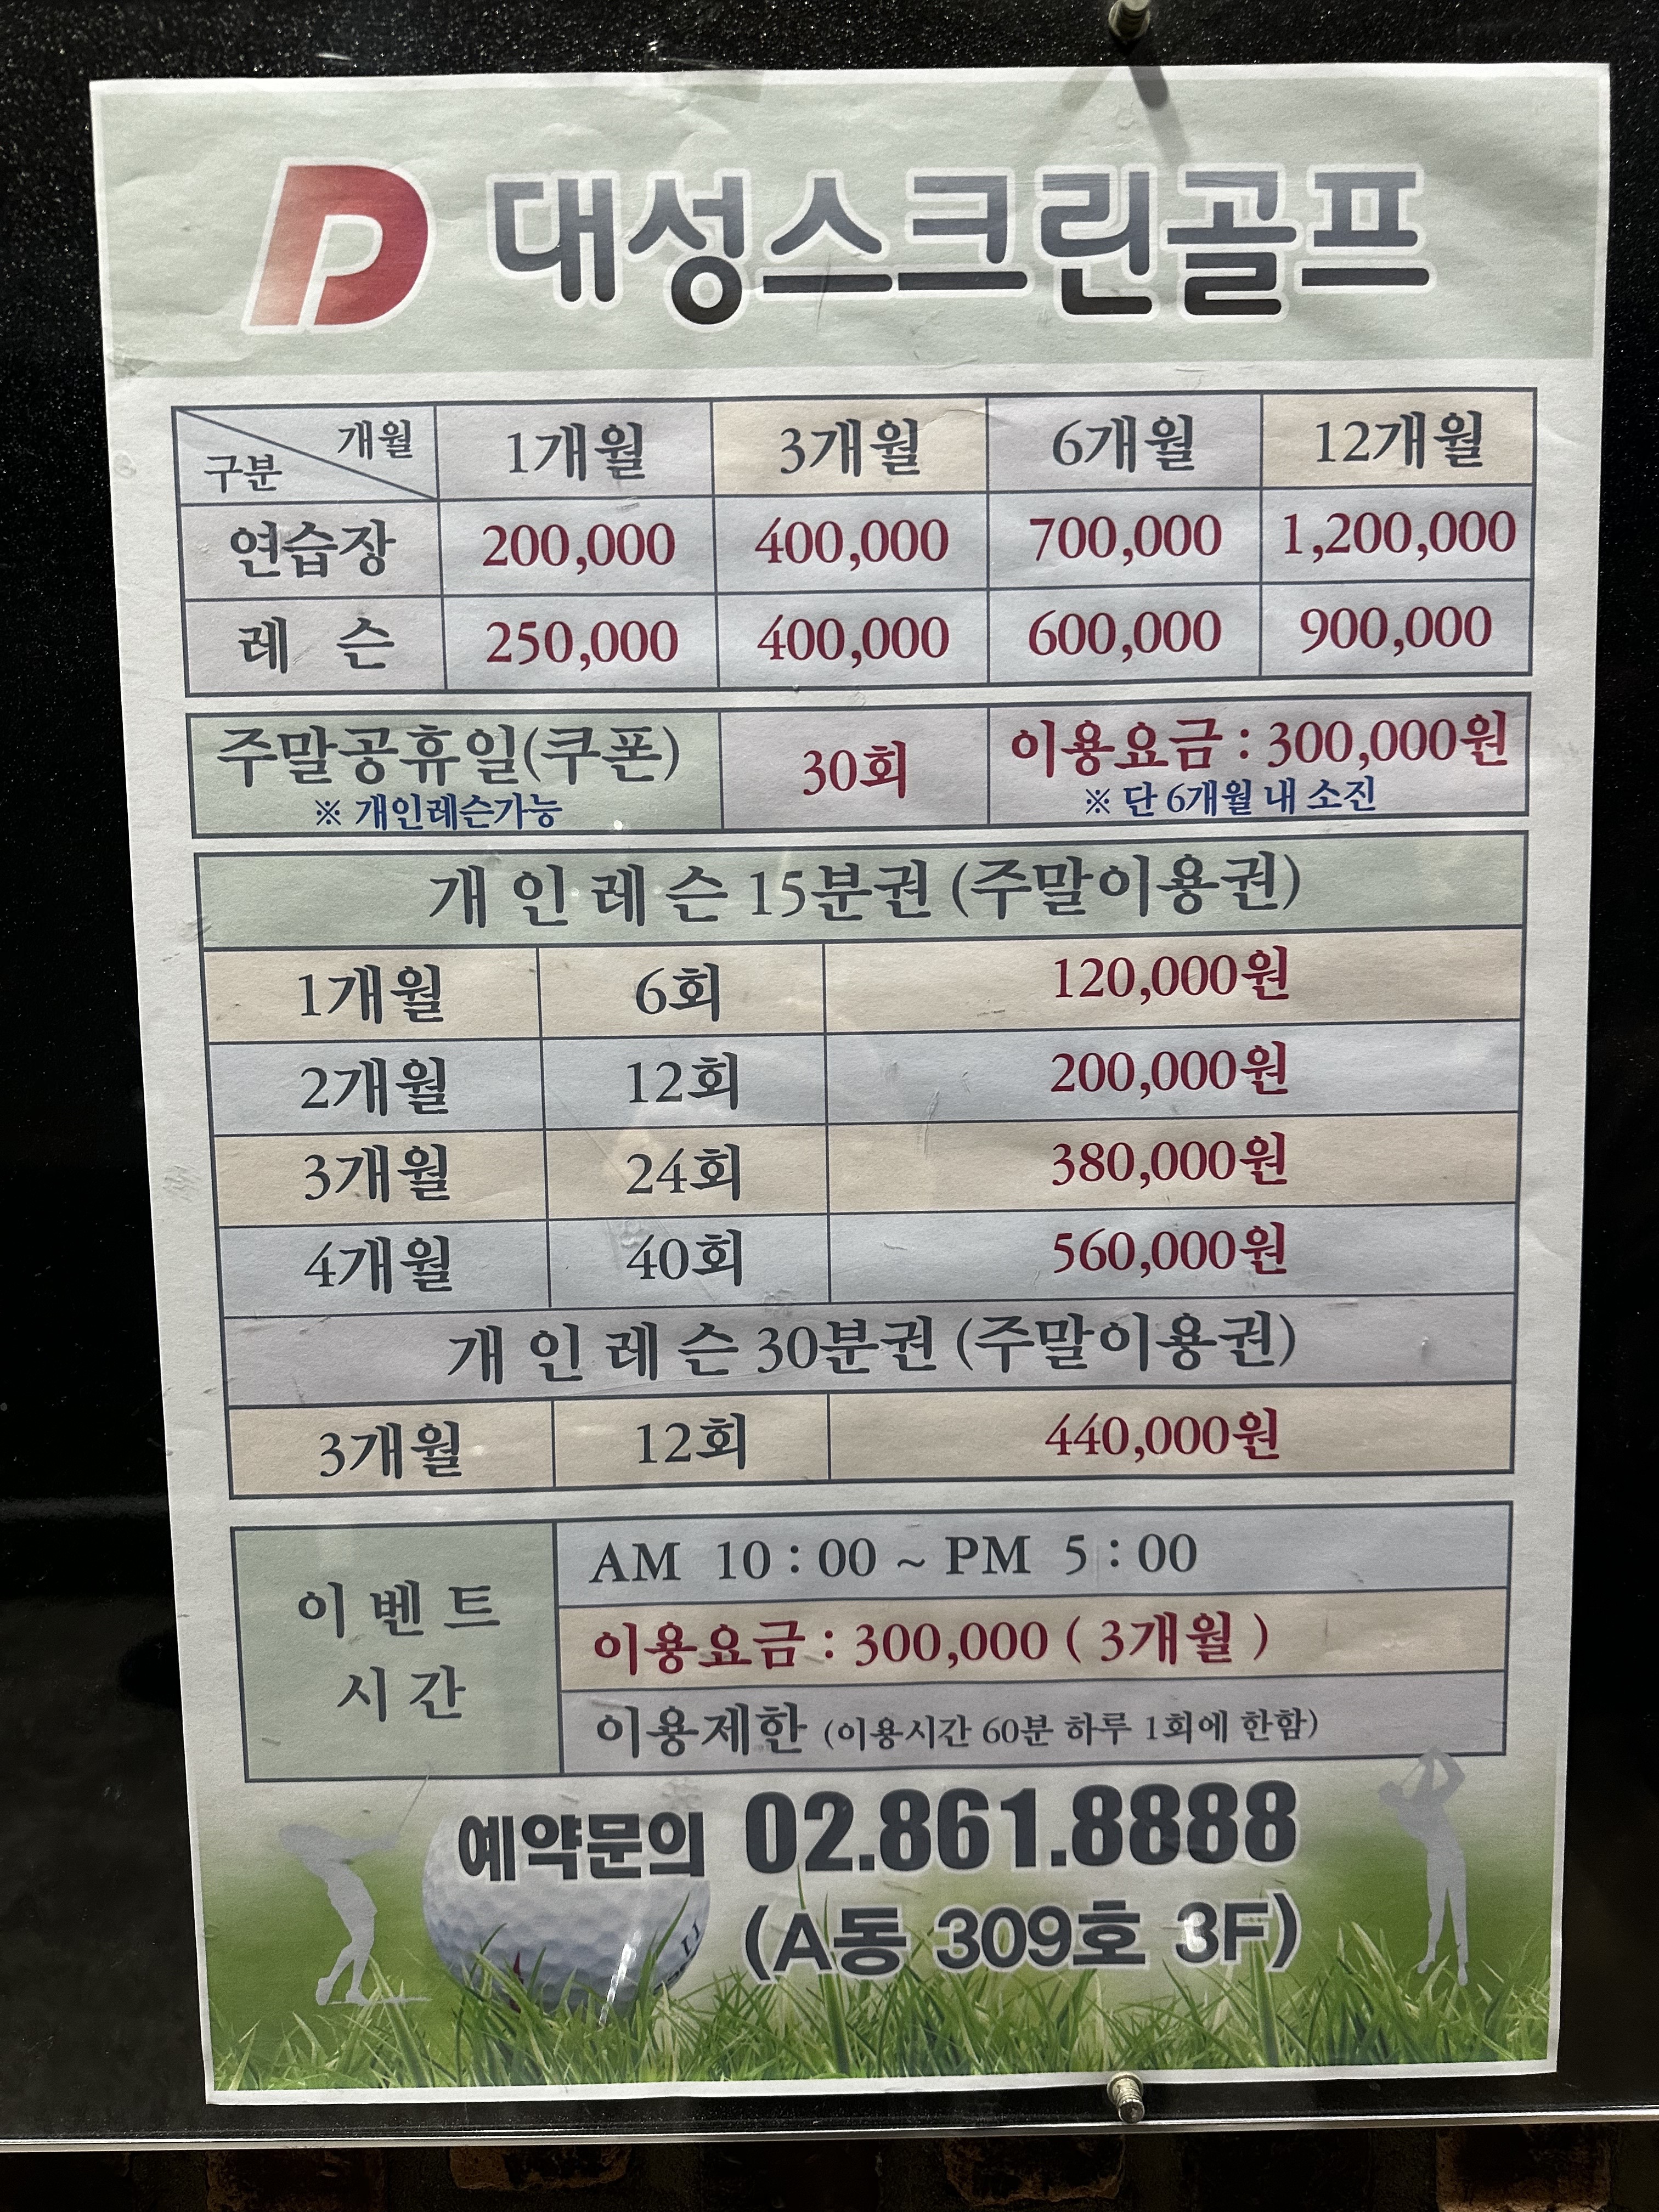 대성스크린골프
개월
구분
1개월 3개월 6개월 12개월
연습장 200,000 400,000 700,000 1,200,000
레 슨 250,000 400,000 600,000 900,000
주말공휴일(쿠폰) 30회 이용요금 : 300,000원
※ 개인레슨가능 ※ 단 6개월 내 소진
개 인 레 슨 15분권 (주말이용권)
1개월 6회 120,000원
2개월 12회 200,000원
3개월 24회 380,000원
4개월 40회 560,000원
개 인 레 슨 30분권 (주말이용권)
3개월 12회 440,000원
이 벤 트
시 간
AM 10 : 00 ~ PM 5 : 00
이용요금 : 300,000 ( 3개월 )
이용제한 (이용시간 60분 하루 1회에 한함)
예약문의 02.861.8888
(A동 309호 3F)